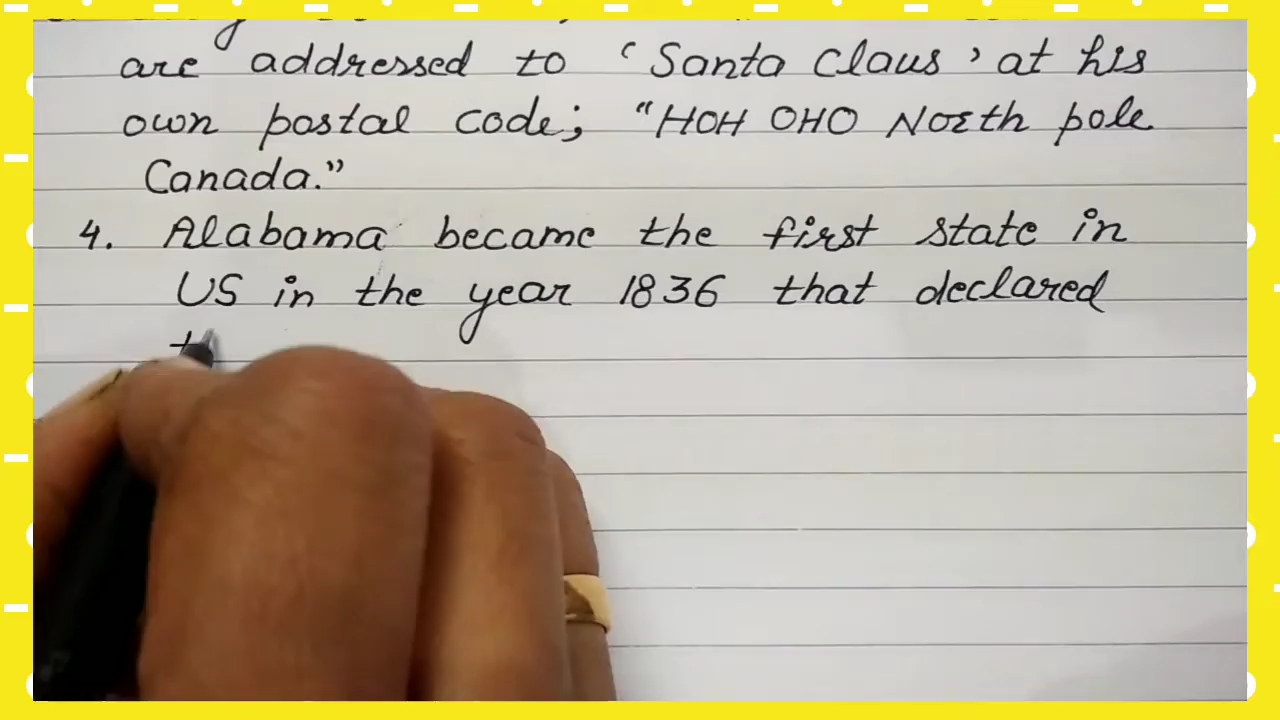 are addressed to 'Santa Claus' at his
own postal code; "HOH OHO North pole
Canada."
4. Alabama became the first state in
US in the year 1836 that declared